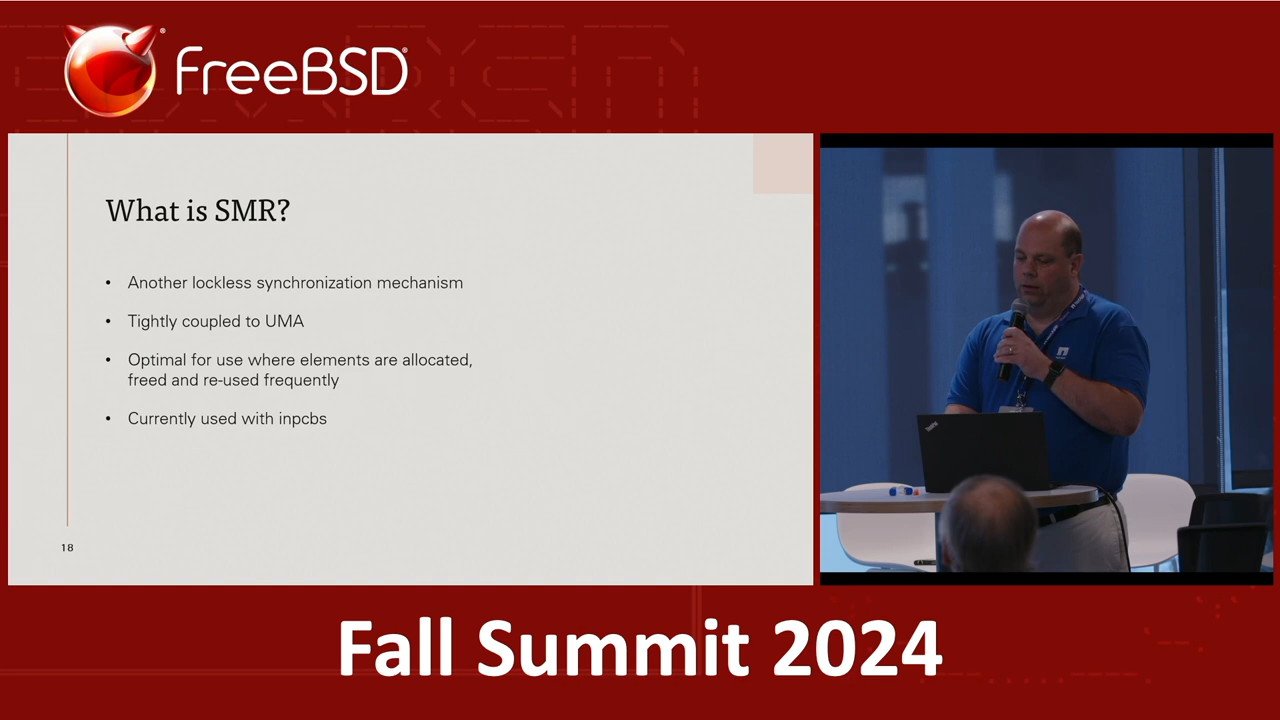 FreeBSD®
What is SMR?
• Another lockless synchronization mechanism
• Tightly coupled to UMA
• Optimal for use where elements are allocated,
freed and re-used frequently
• Currently used with inpcbs
18
ThinkPad
Fall Summit 2024